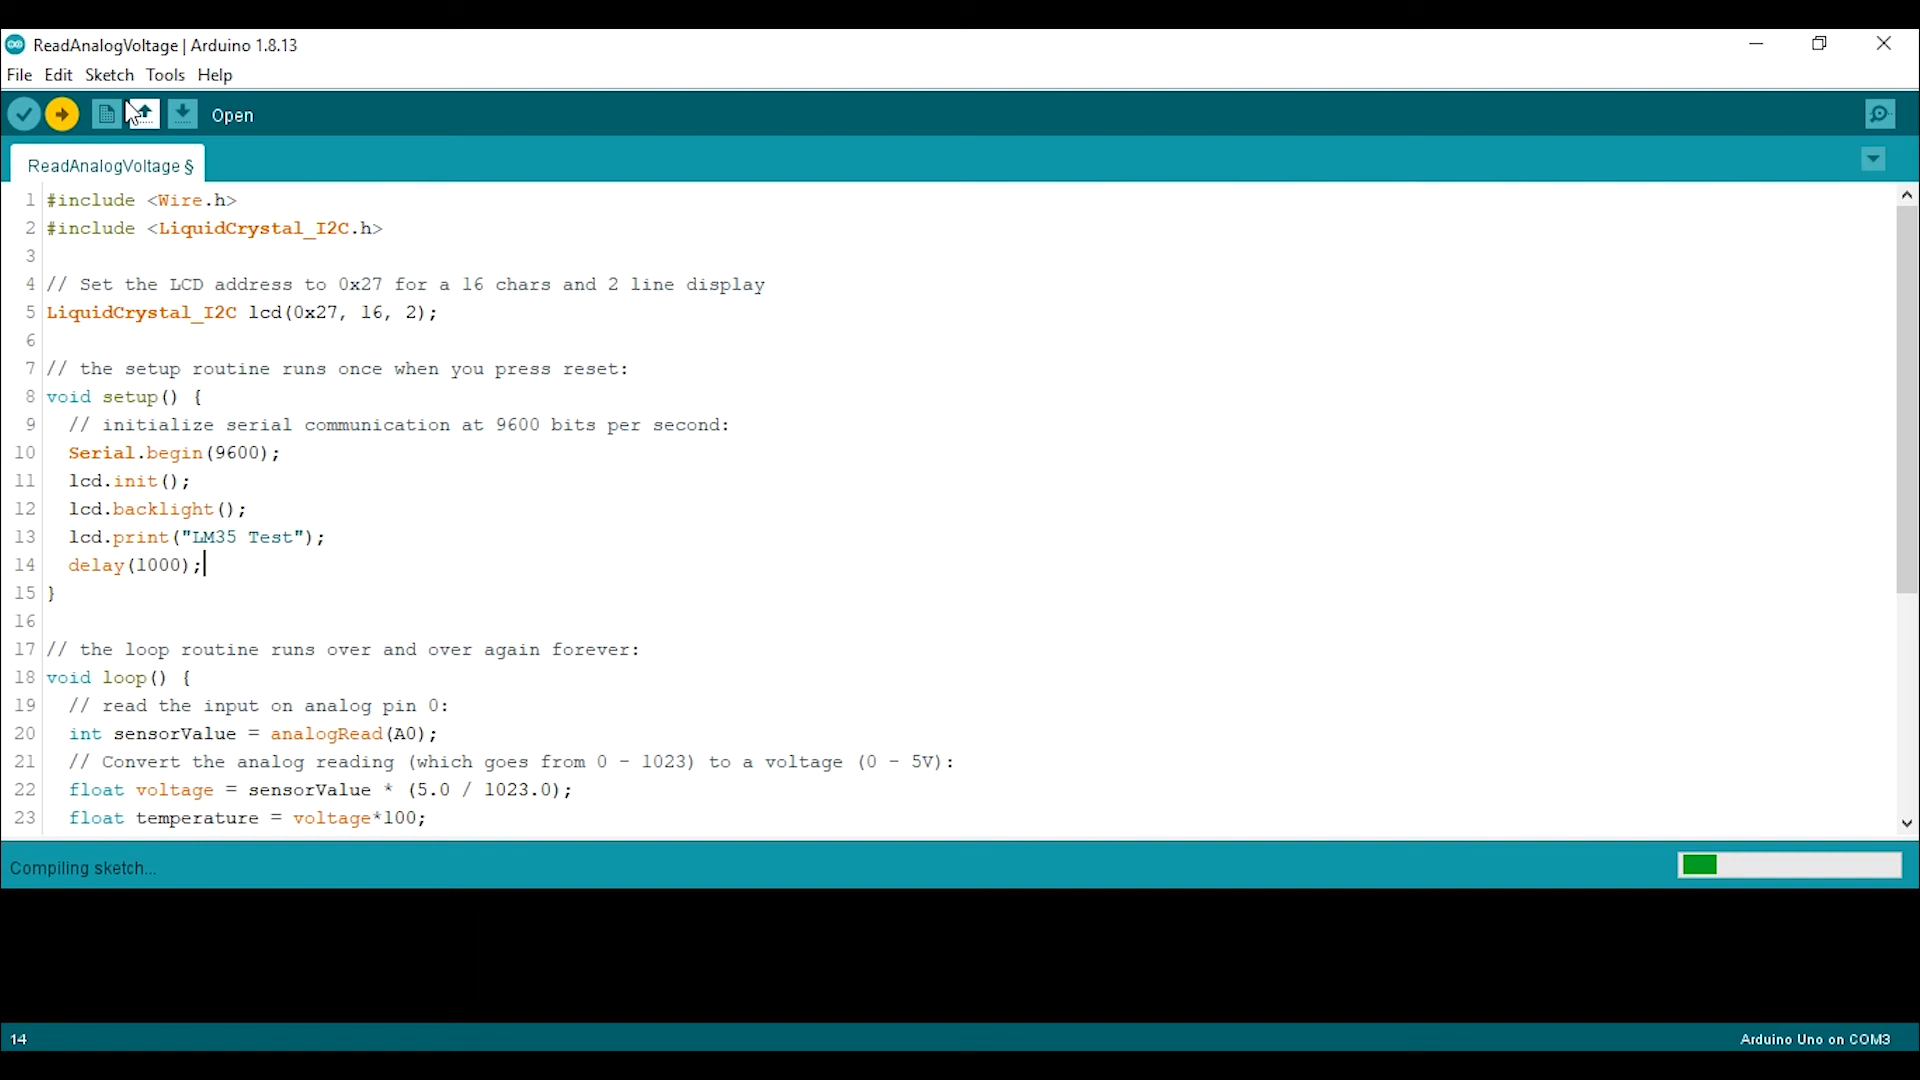 ReadAnalogVoltage | Arduino 1.8.13
File Edit Sketch Tools Help
Open
ReadAnalogVoltage §
1 #include <Wire.h>
2 #include <LiquidCrystal_I2C.h>
3
4 // Set the LCD address to 0x27 for a 16 chars and 2 line display
5 LiquidCrystal_I2C lcd(0x27, 16, 2);
6
7 // the setup routine runs once when you press reset:
8 void setup() {
9   // initialize serial communication at 9600 bits per second:
10   Serial.begin(9600);
11   lcd.init();
12   lcd.backlight();
13   lcd.print("LM35 Test");
14   delay(1000);
15 }
16
17 // the loop routine runs over and over again forever:
18 void loop() {
19   // read the input on analog pin 0:
20   int sensorValue = analogRead(A0);
21   // Convert the analog reading (which goes from 0 - 1023) to a voltage (0 - 5V):
22   float voltage = sensorValue * (5.0 / 1023.0);
23   float temperature = voltage*100;
Compiling sketch...
14
Arduino Uno on COM3